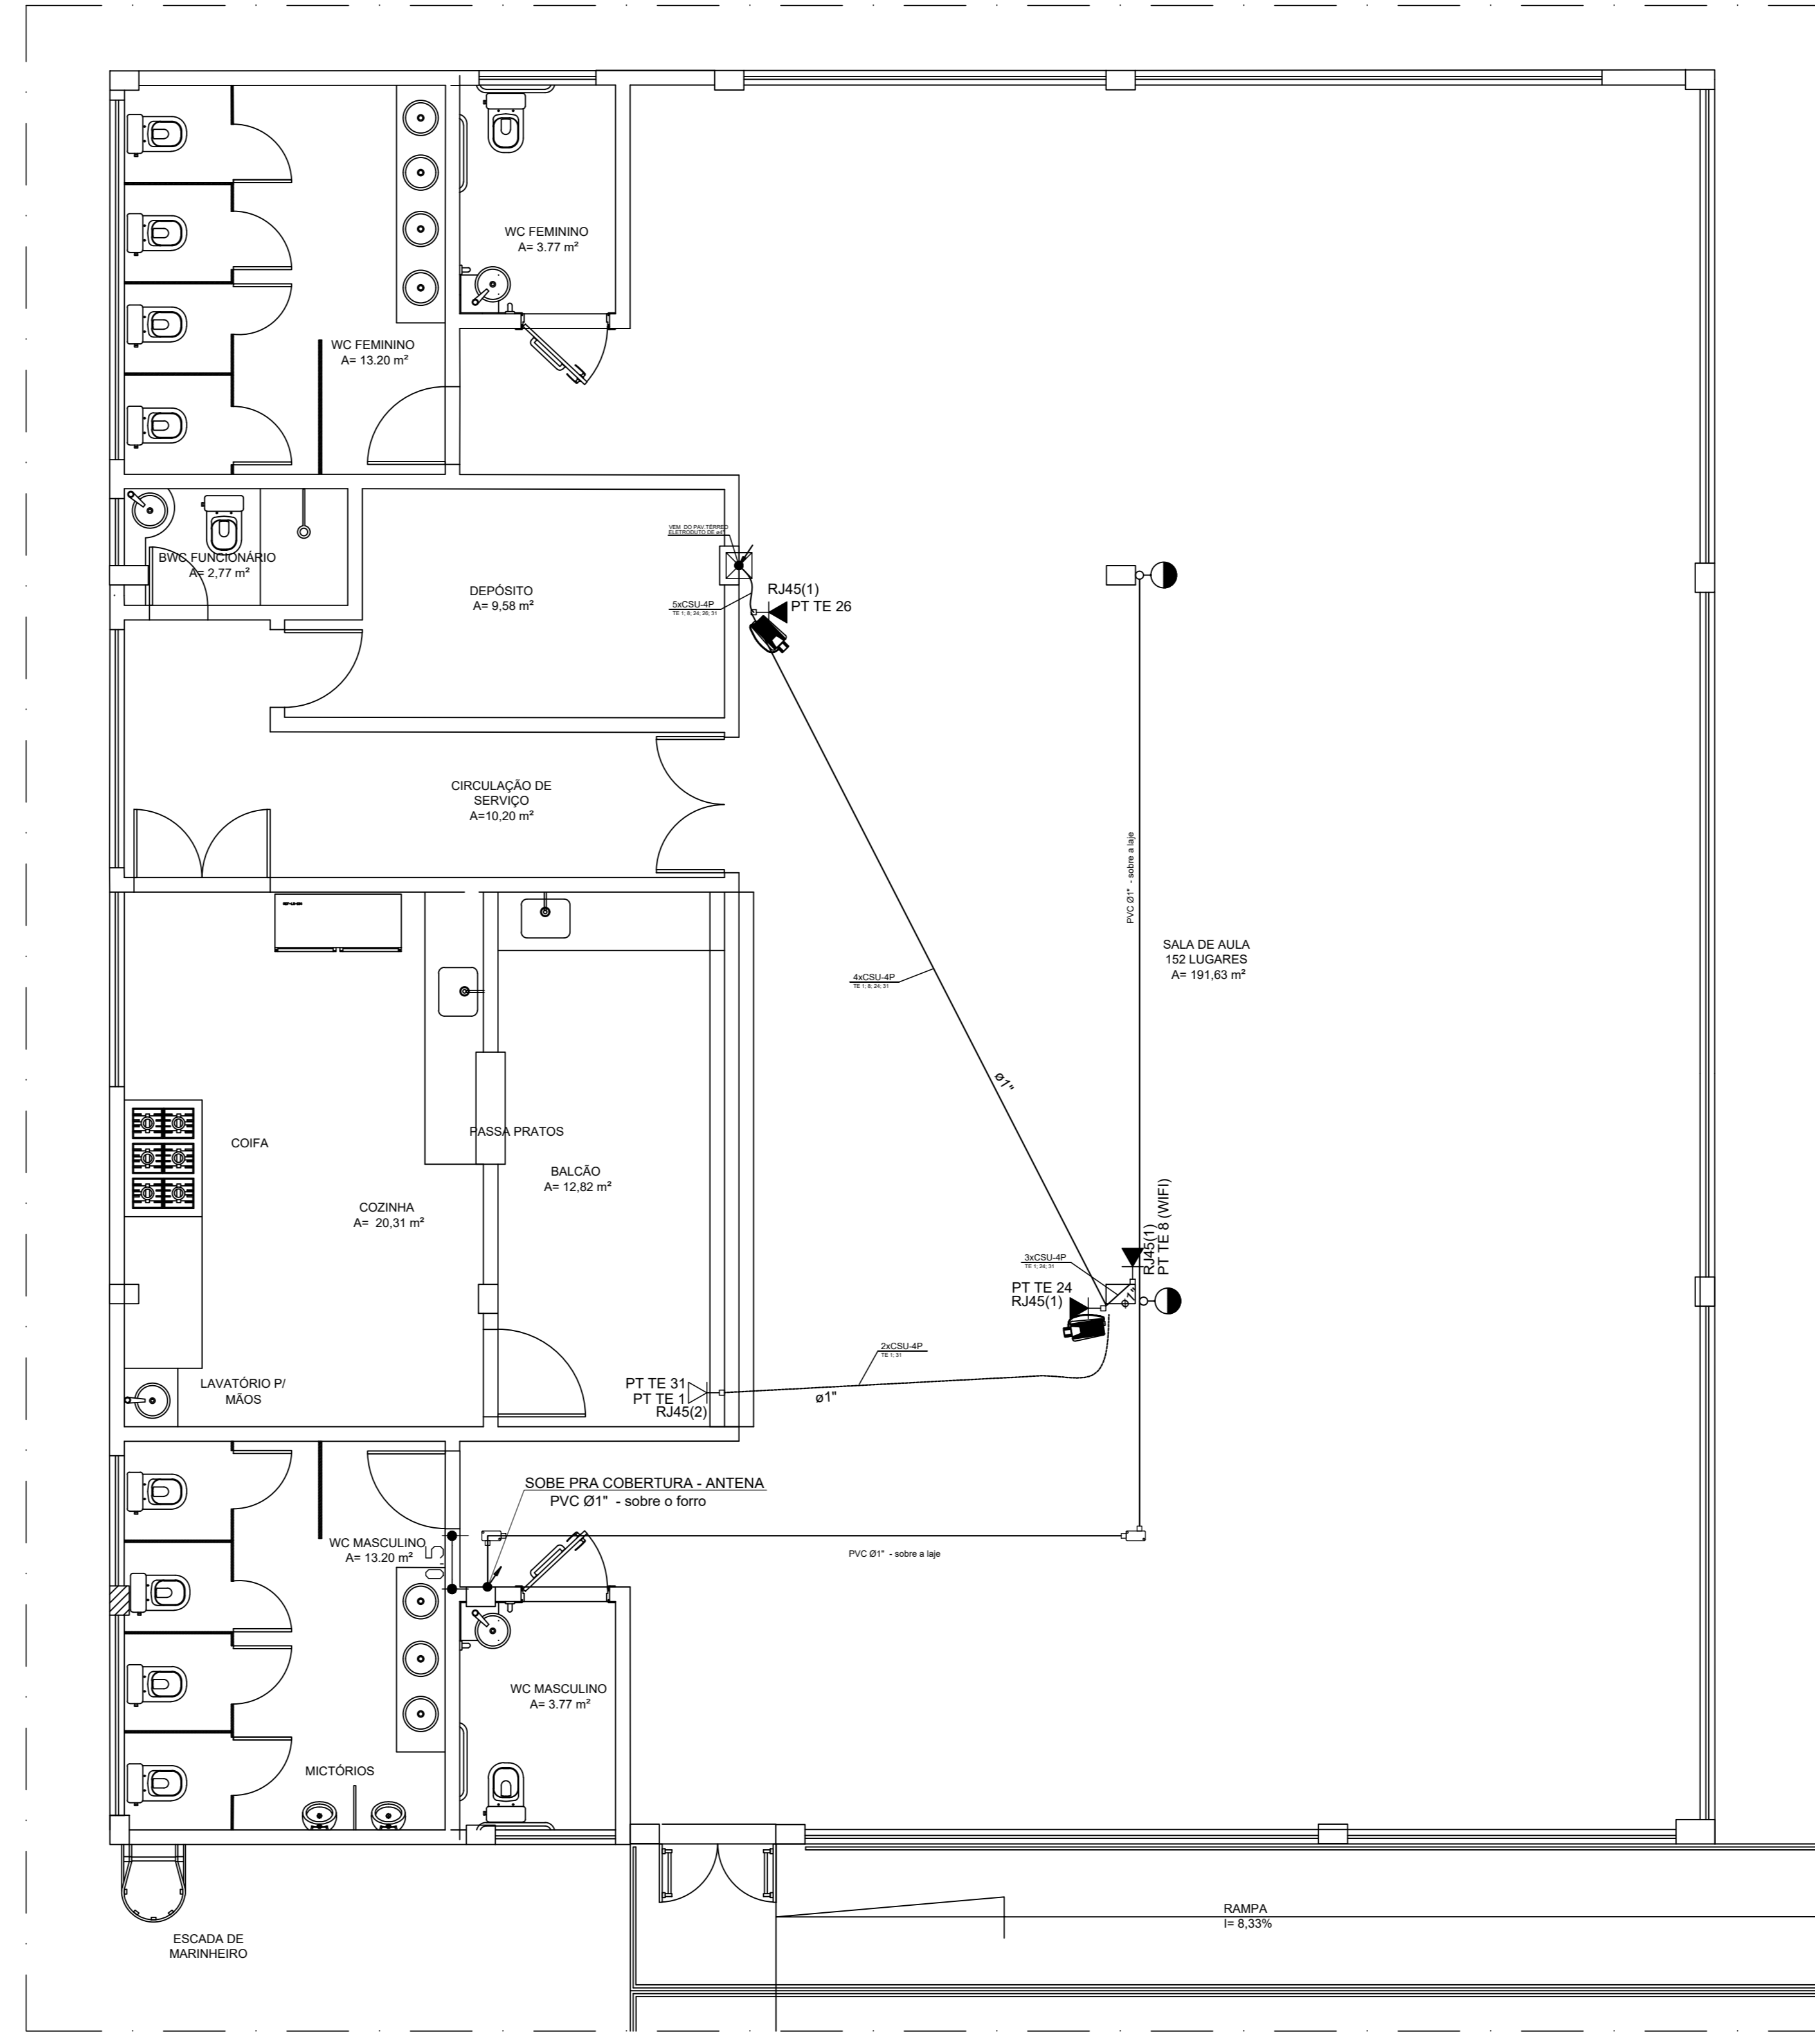 WC FEMININO
A= 3.77 m²
WC FEMININO
A= 13.20 m²
VEM DO PAV.TÉRREO
BWC FUNCIONÁRIO
A= 2,77 m²
DEPÓSITO
A= 9,58 m²
5xCSU-4P
TE 1; 8; 24; 26; 31
RJ45(1)
PT TE 26
CIRCULAÇÃO DE
SERVIÇO
A=10,20 m²
PVC Ø1" - sobre a laje
SALA DE AULA
152 LUGARES
A= 191,63 m²
4xCSU-4P
TE 1; 8; 24; 31
ø1"
COIFA
PASSA PRATOS
BALCÃO
A= 12,82 m²
COZINHA
A= 20,31 m²
RJ45(1)
PT TE 8 (WIFI)
3xCSU-4P
TE 1; 24; 31
PT TE 24
RJ45(1)
ø1"
2xCSU-4P
TE 1; 31
LAVATÓRIO P/
MÃOS
PT TE 31
PT TE 1
RJ45(2)
ø1"
SOBE PRA COBERTURA - ANTENA
PVC Ø1" - sobre o forro
WC MASCULINO
A= 13.20 m²
PVC Ø1" - sobre a laje
WC MASCULINO
A= 3.77 m²
MICTÓRIOS
RAMPA
I= 8,33%
ESCADA DE
MARINHEIRO